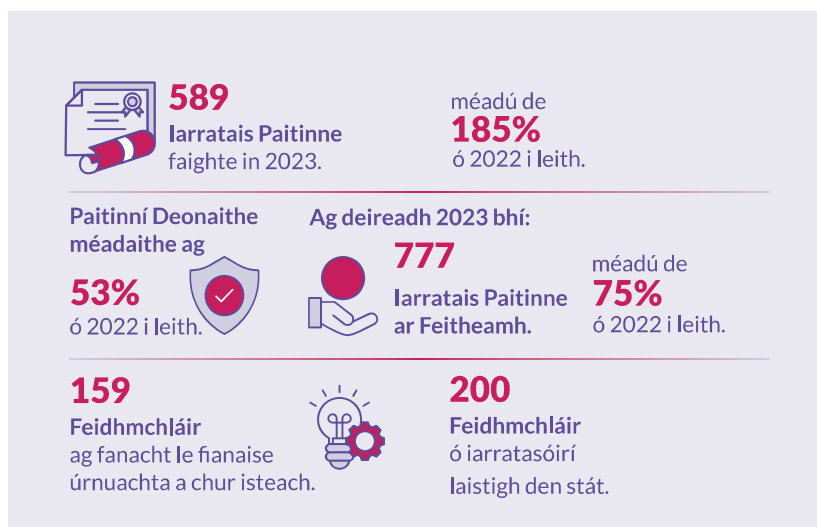 589
Iarratais Paitinne
faighte in 2023.
méadú de
185%
ó 2022 i leith.
Paitinní Deonaithe
méadaithe ag
53%
ó 2022 i leith.
Ag deireadh 2023 bhí:
777
Iarratais Paitinne
ar Feitheamh.
méadú de
75%
ó 2022 i leith.
159
Feidhmchláir
ag fanacht le fianaise
úrnuachta a chur isteach.
200
Feidhmchláir
ó iarratasóirí
laistigh den stát.